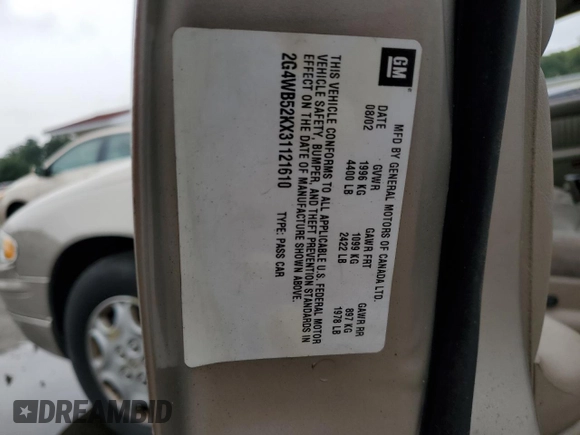 GM
MFD BY GENERAL MOTORS OF CANADA LTD.
DATE GVWR GAWR FRT GAWR RR
08/02 1996 KG 1099 KG 897 KG
4400 LB 2422 LB 1978 LB
THIS VEHICLE CONFORMS TO ALL APPLICABLE U.S. FEDERAL MOTOR
VEHICLE SAFETY, BUMPER, AND THEFT PREVENTION STANDARDS IN
EFFECT ON THE DATE OF MANUFACTURE SHOWN ABOVE.
2G4WB52KX31121610 TYPE: PASS CAR
DREAMBID